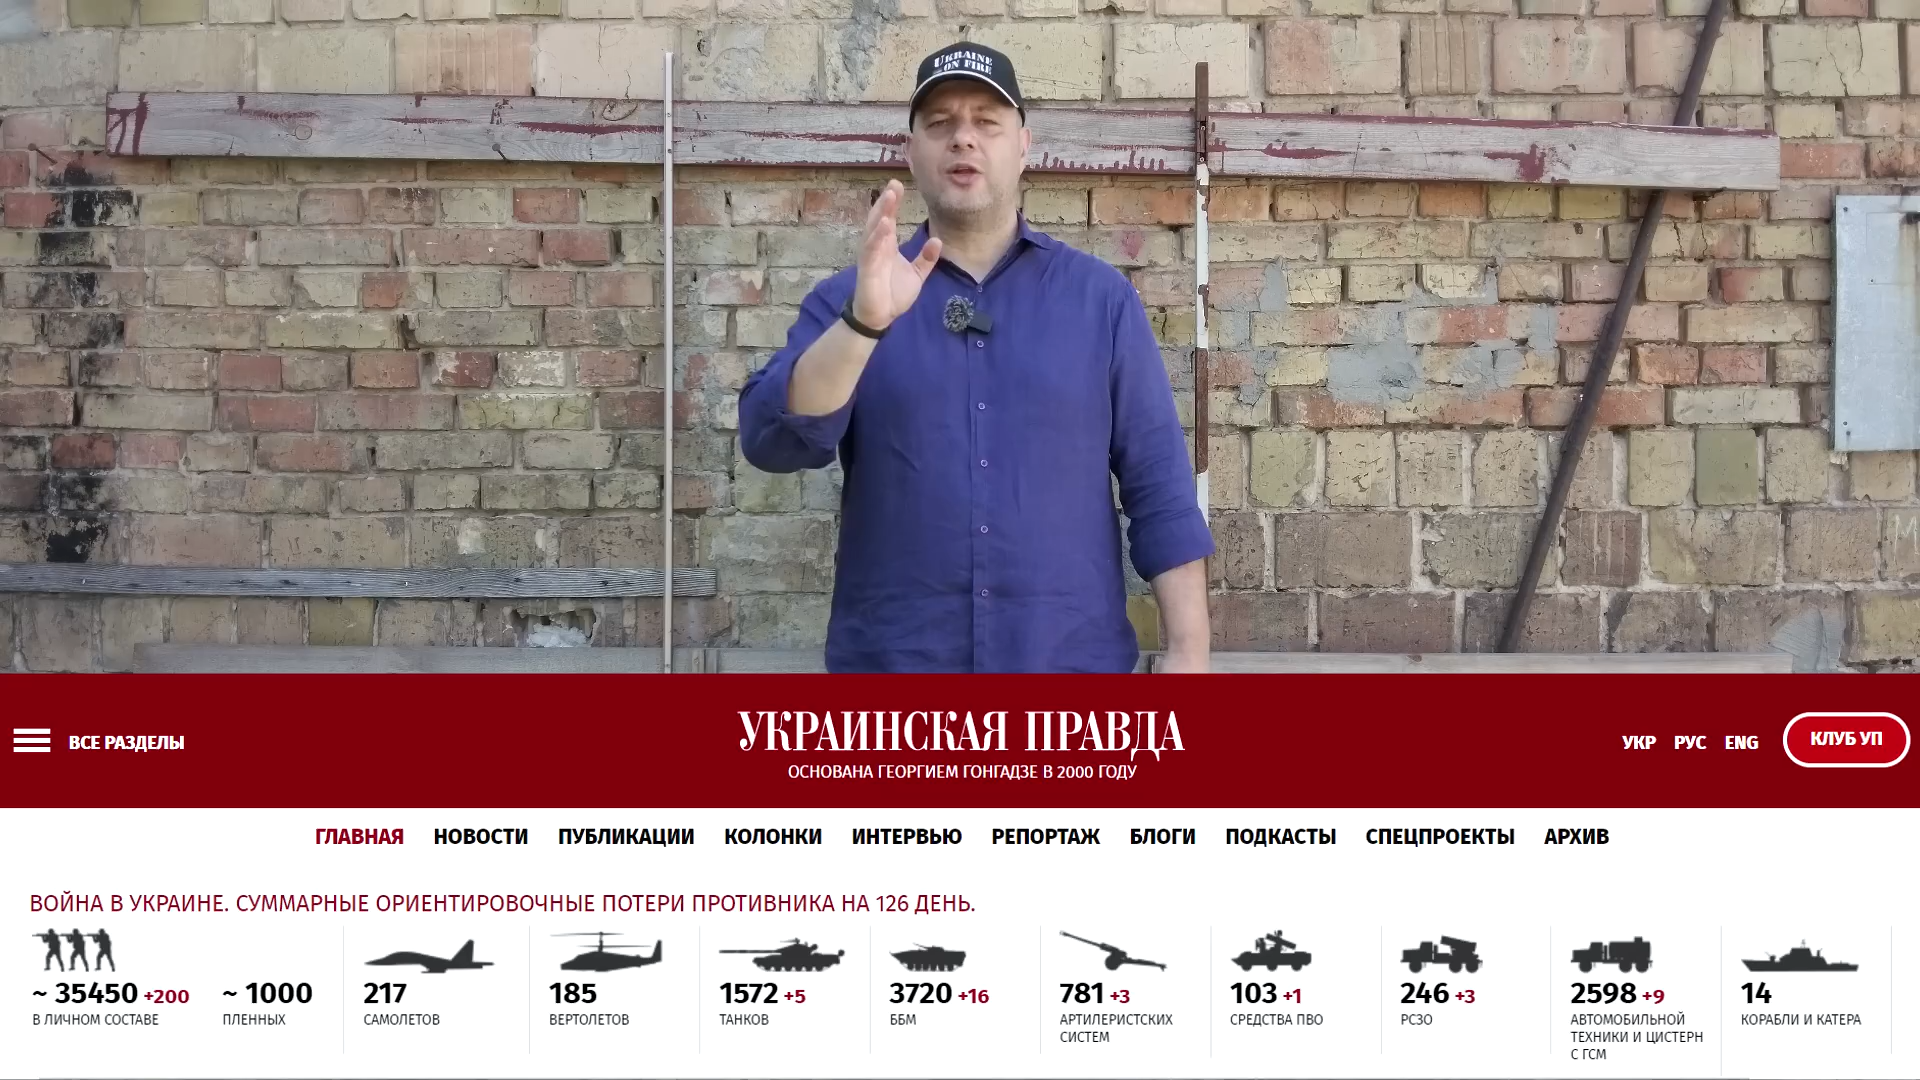 UKRAINE
ON FIRE
ВСЕ РАЗДЕЛЫ
УКРАИНСКАЯ ПРАВДА
ОСНОВАНА ГЕОРГИЕМ ГОНГАДЗЕ В 2000 ГОДУ
УКР РУС ENG КЛУБ УП
ГЛАВНАЯ НОВОСТИ ПУБЛИКАЦИИ КОЛОНКИ ИНТЕРВЬЮ РЕПОРТАЖ БЛОГИ ПОДКАСТЫ СПЕЦПРОЕКТЫ АРХИВ
ВОЙНА В УКРАИНЕ. СУММАРНЫЕ ОРИЕНТИРОВОЧНЫЕ ПОТЕРИ ПРОТИВНИКА НА 126 ДЕНЬ.
~ 35450 +200
В ЛИЧНОМ СОСТАВЕ
~ 1000
ПЛЕННЫХ
217
САМОЛЕТОВ
185
ВЕРТОЛЕТОВ
1572 +5
ТАНКОВ
3720 +16
ББМ
781 +3
АРТИЛЕРИСТСКИХ
СИСТЕМ
103 +1
СРЕДСТВА ПВО
246 +3
РСЗО
2598 +9
АВТОМОБИЛЬНОЙ
ТЕХНИКИ И ЦИСТЕРН
С ГСМ
14
КОРАБЛИ И КАТЕРА